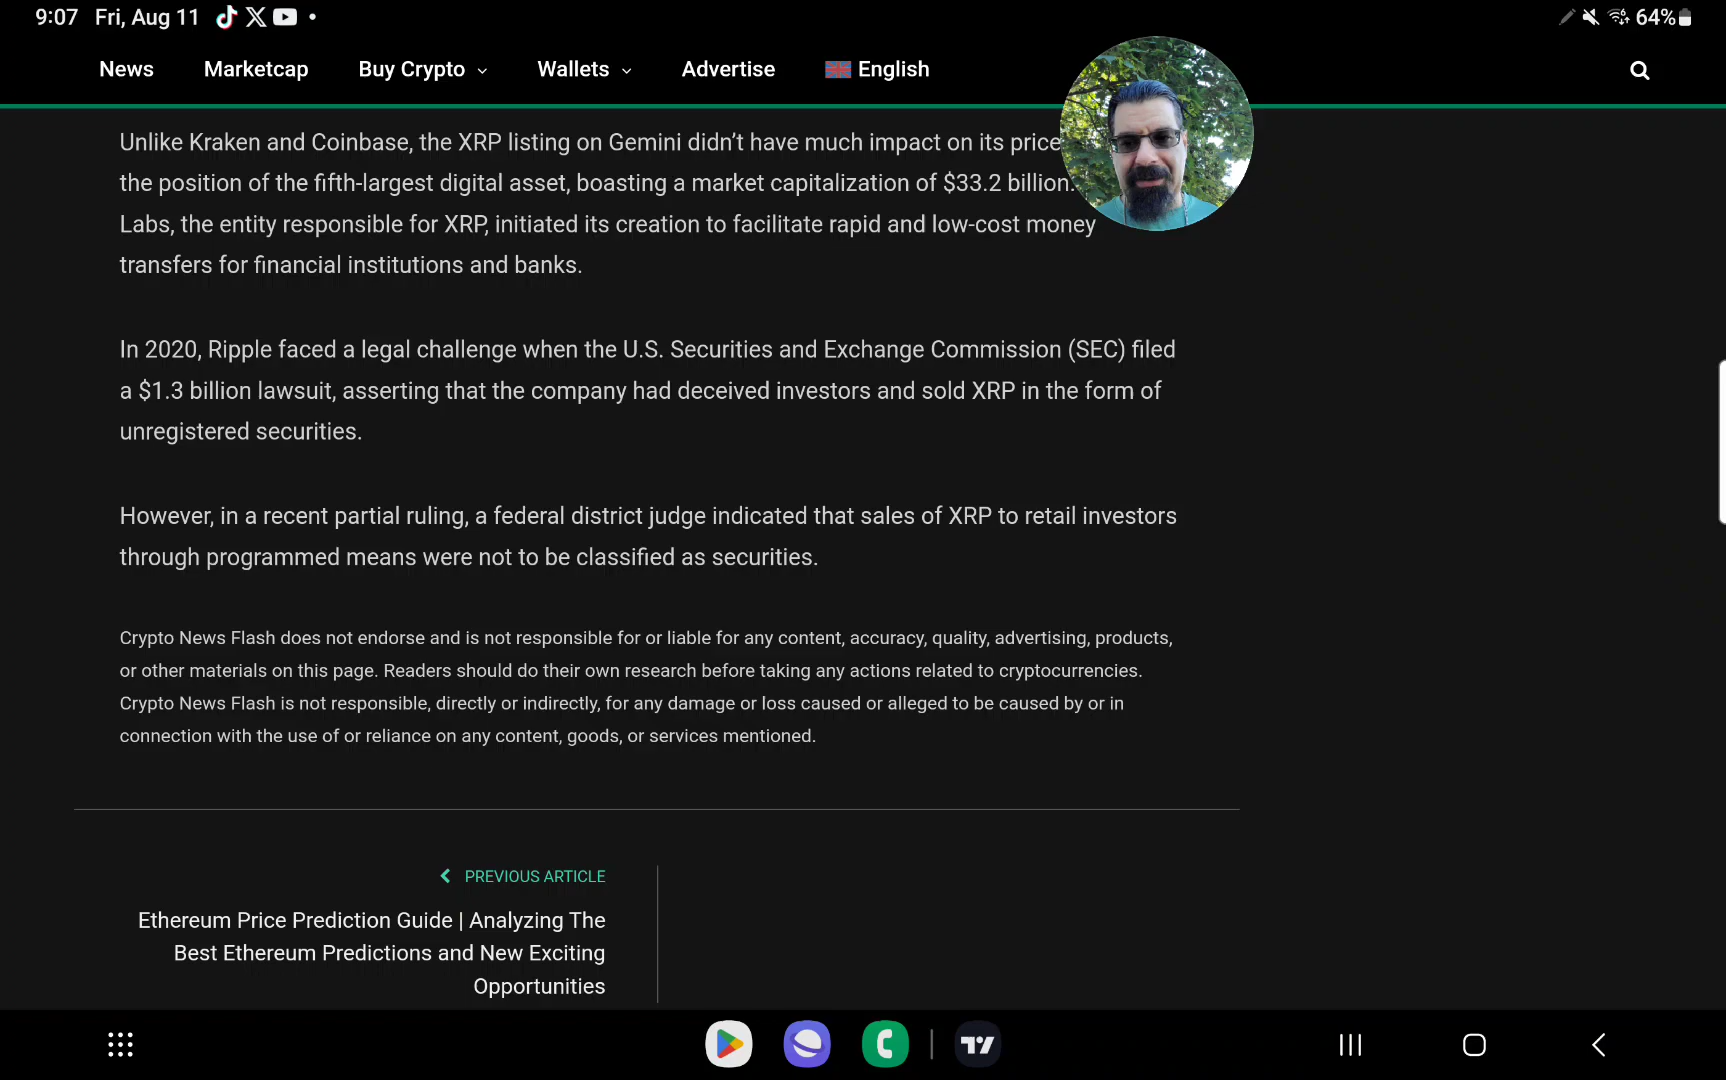 9:07 Fri, Aug 11 64%
News Marketcap Buy Crypto Wallets Advertise English
Unlike Kraken and Coinbase, the XRP listing on Gemini didn’t have much impact on its price
the position of the fifth-largest digital asset, boasting a market capitalization of $33.2 billion.
Labs, the entity responsible for XRP, initiated its creation to facilitate rapid and low-cost money
transfers for financial institutions and banks.
In 2020, Ripple faced a legal challenge when the U.S. Securities and Exchange Commission (SEC) filed
a $1.3 billion lawsuit, asserting that the company had deceived investors and sold XRP in the form of
unregistered securities.
However, in a recent partial ruling, a federal district judge indicated that sales of XRP to retail investors
through programmed means were not to be classified as securities.
Crypto News Flash does not endorse and is not responsible for or liable for any content, accuracy, quality, advertising, products,
or other materials on this page. Readers should do their own research before taking any actions related to cryptocurrencies.
Crypto News Flash is not responsible, directly or indirectly, for any damage or loss caused or alleged to be caused by or in
connection with the use of or reliance on any content, goods, or services mentioned.
PREVIOUS ARTICLE
Ethereum Price Prediction Guide | Analyzing The
Best Ethereum Predictions and New Exciting
Opportunities